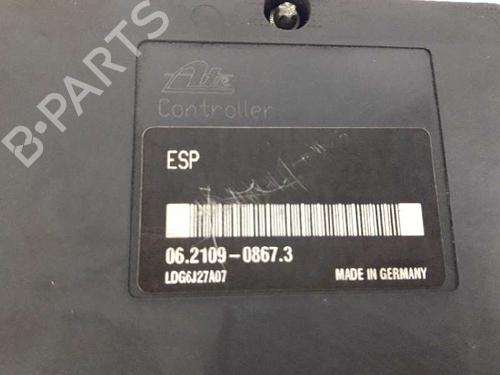 B-PARTS
Ate
Controller
ESP
06.2109-0867.3
LDG6J27A07
MADE IN GERMANY